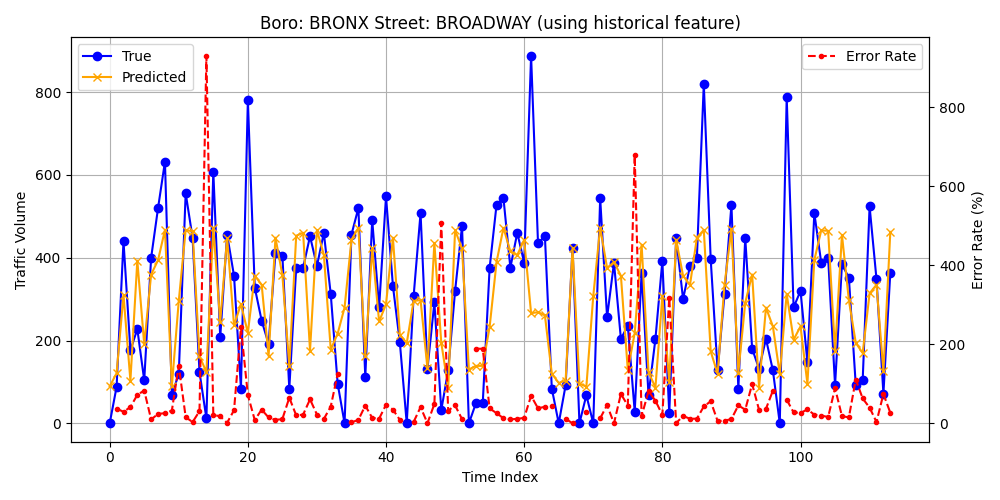 Boro: BRONX Street: BROADWAY (using historical feature)
True
Predicted
Error Rate
Traffic Volume
800
600
400
200
0
Error Rate (%)
800
600
400
200
0
0 20 40 60 80 100
Time Index